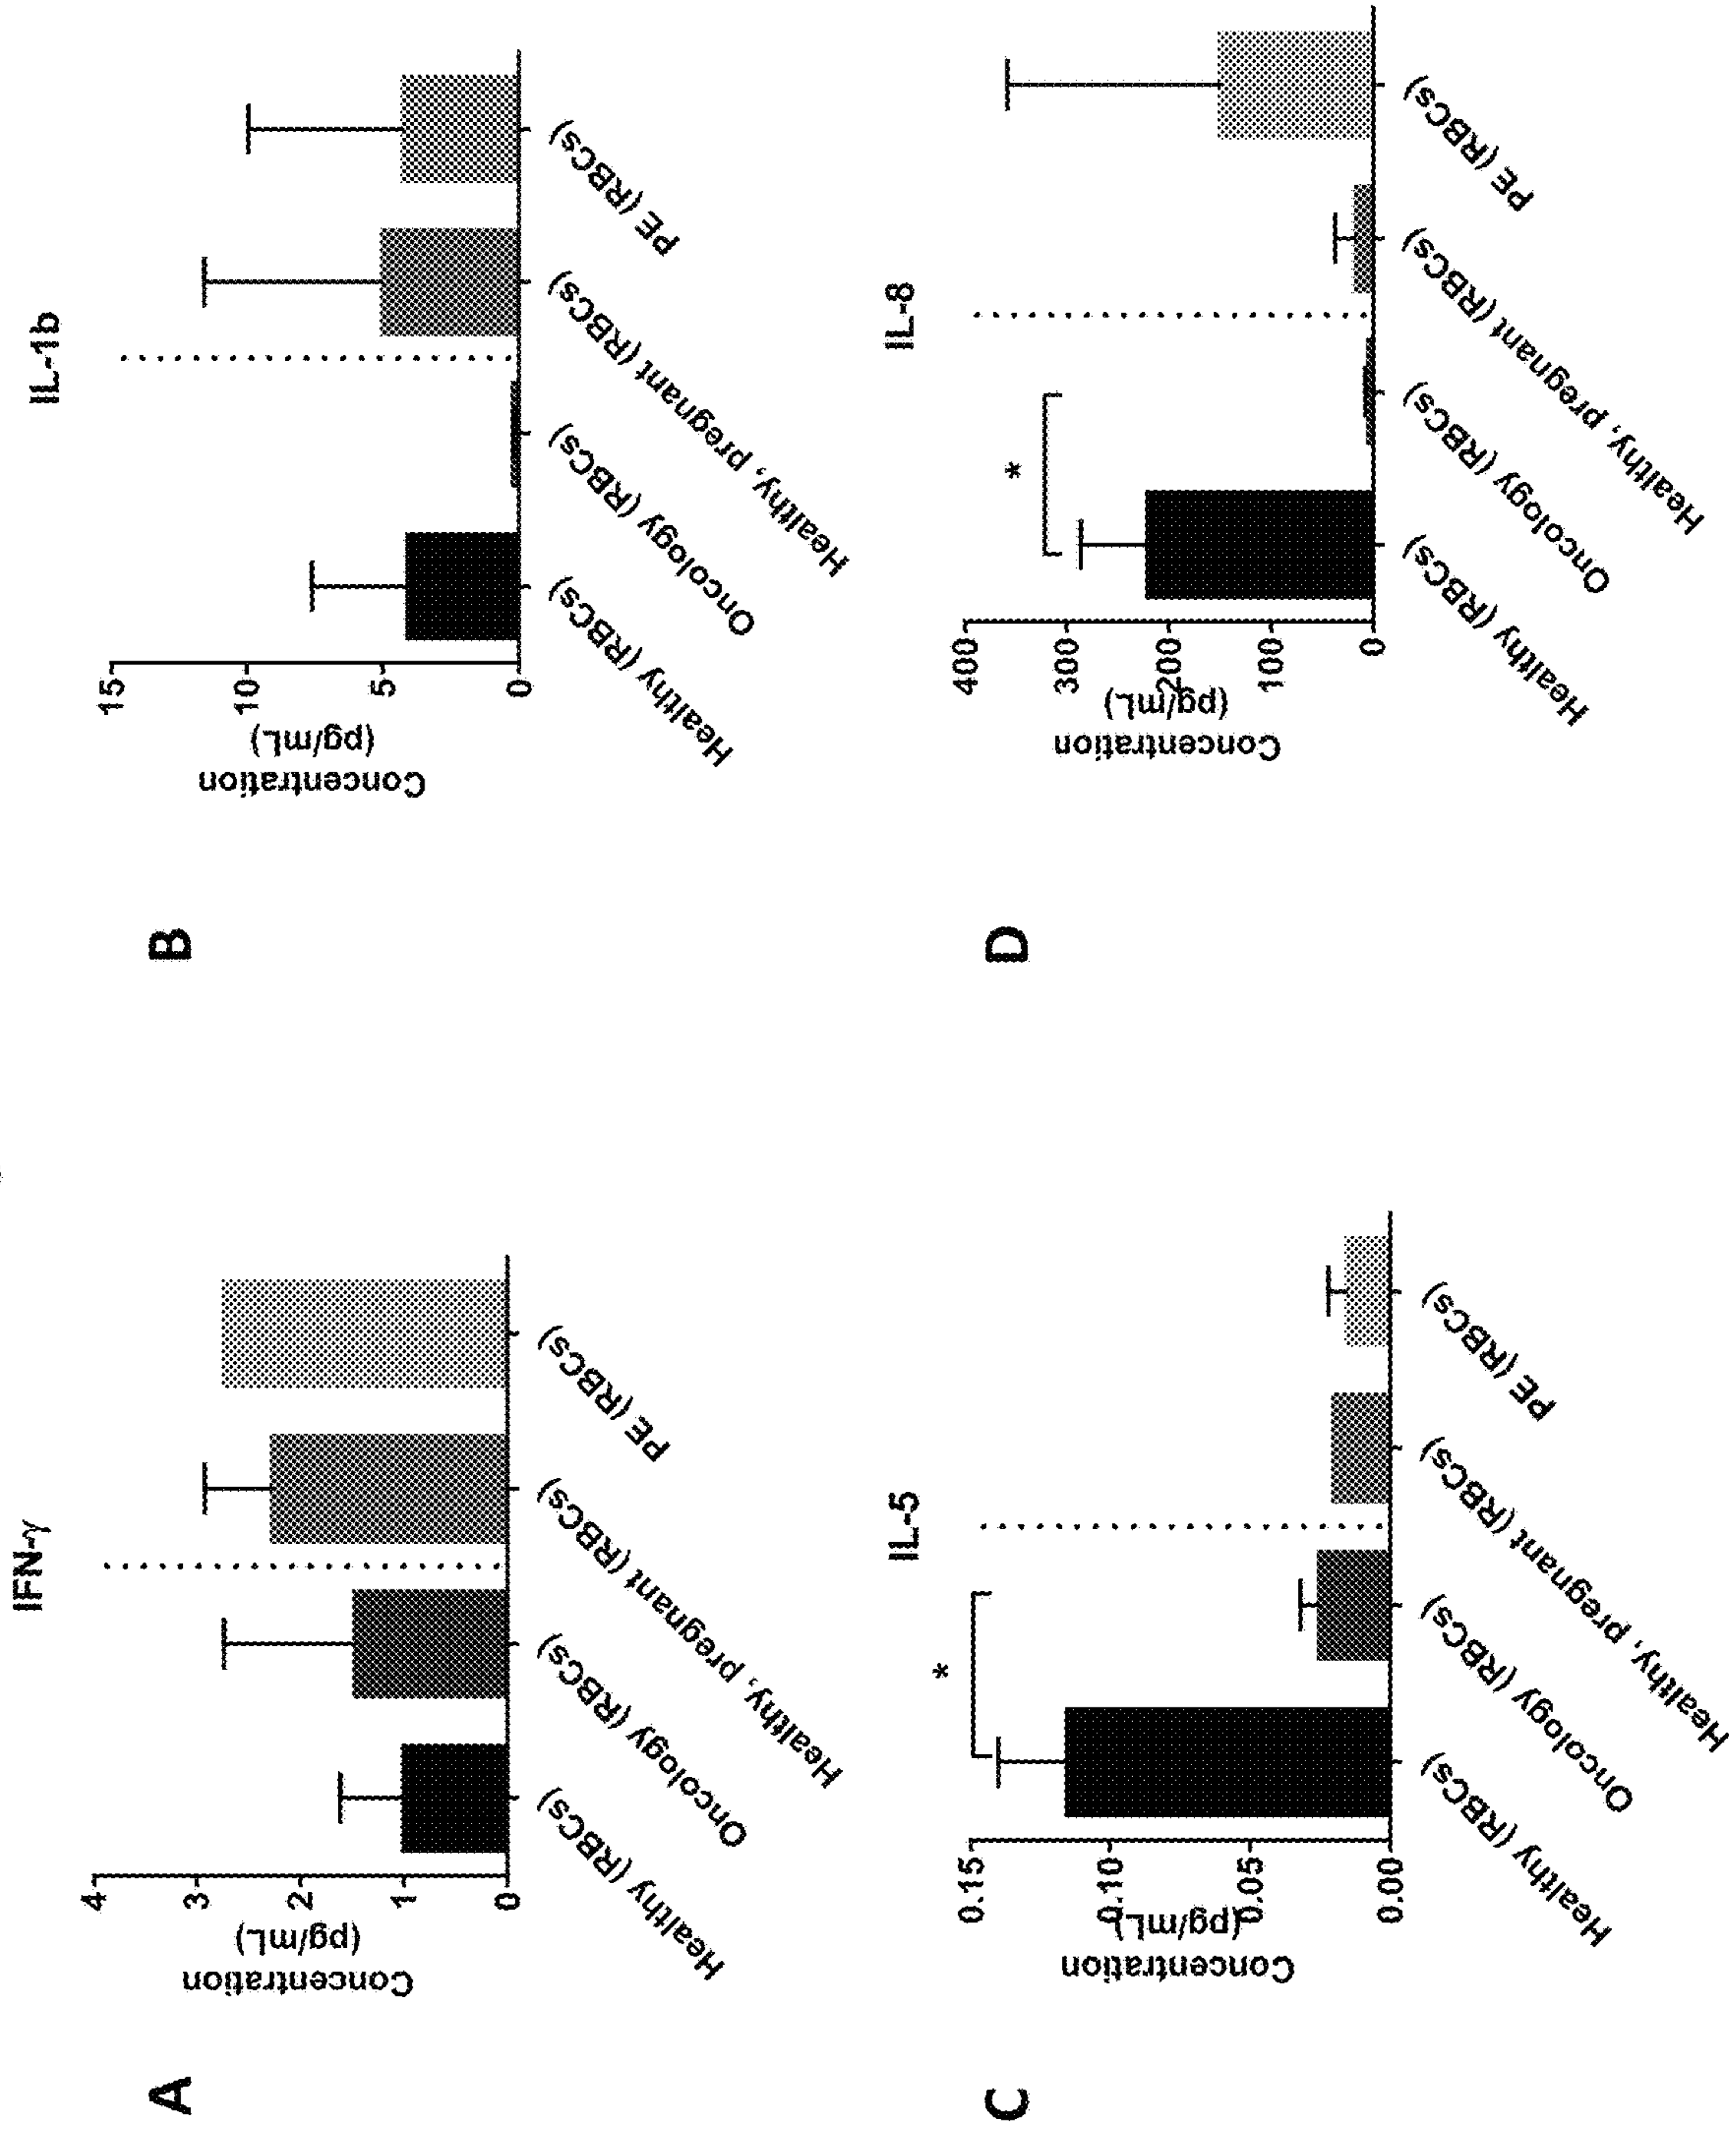 A
IFN-γ
Concentration
(pg/mL)
4
3
2
1
0
Healthy (RBCs)
Oncology (RBCs)
Healthy, pregnant (RBCs)
PE (RBCs)
B
IL-1b
Concentration
(pg/mL)
15
10
5
0
Healthy (RBCs)
Oncology (RBCs)
Healthy, pregnant (RBCs)
PE (RBCs)
C
IL-5
Concentration
(pg/mL)
0.15
0.10
0.05
0.00
*
Healthy (RBCs)
Oncology (RBCs)
Healthy, pregnant (RBCs)
PE (RBCs)
D
IL-8
Concentration
(pg/mL)
400
300
200
100
0
*
Healthy (RBCs)
Oncology (RBCs)
Healthy, pregnant (RBCs)
PE (RBCs)